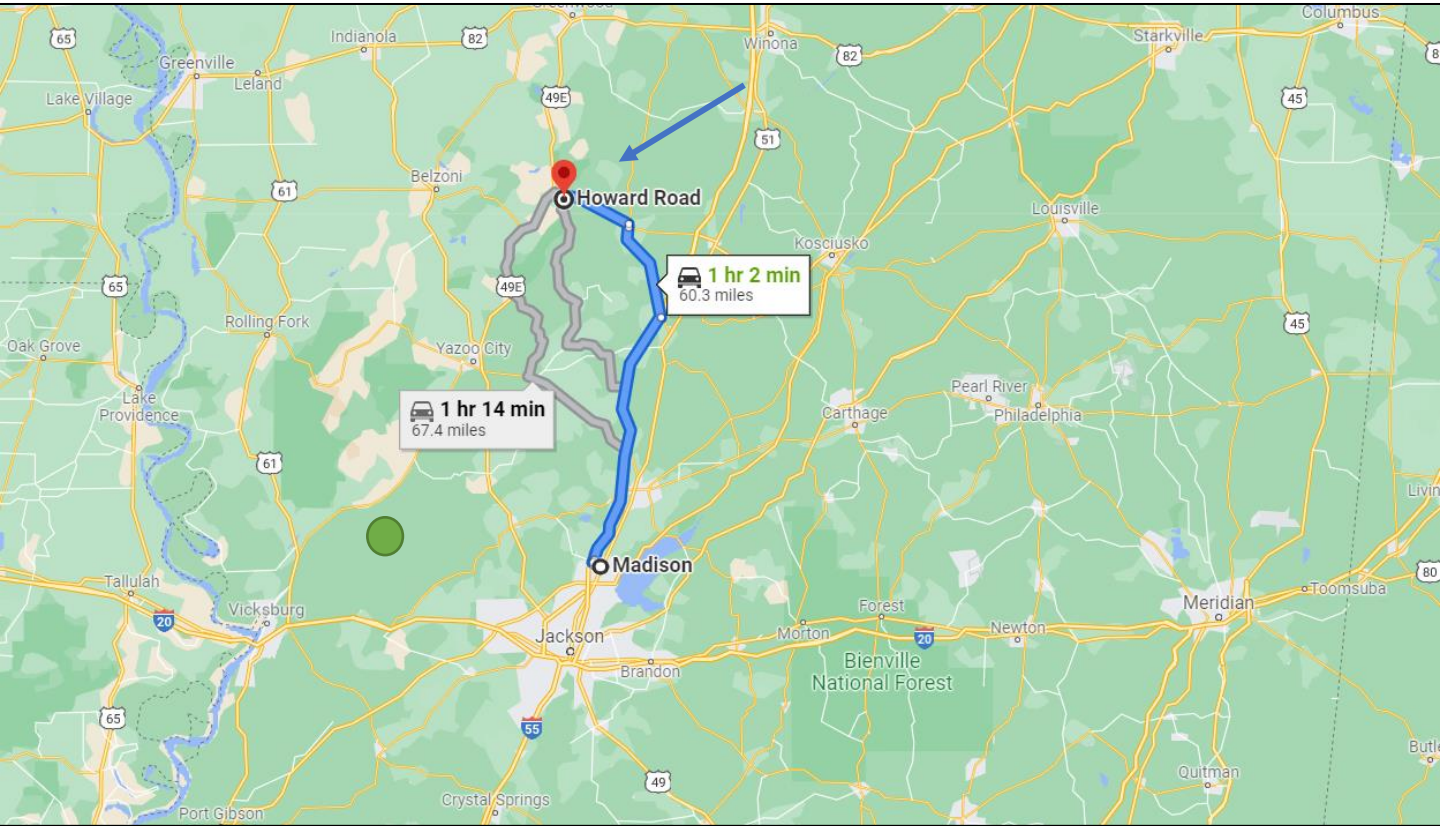 Columbus
65
Indianola
82
Winona
82
Starkville
Greenville
Leland
Lake Village
49E
45
51
Belzoni
61
Howard Road
Louisville
Kosciusko
1 hr 2 min
60.3 miles
65
49E
Rolling Fork
45
Oak Grove
Yazoo City
Lake
Providence
Pearl River
Philadelphia
1 hr 14 min
67.4 miles
Carthage
61
Madison
Tallulah
80
Toomsuba
Vicksburg
20
Forest
Meridian
Jackson
Morton
20
Newton
Brandon
Bienville
National Forest
65
55
49
Quitman
Crystal Springs
Port Gibson